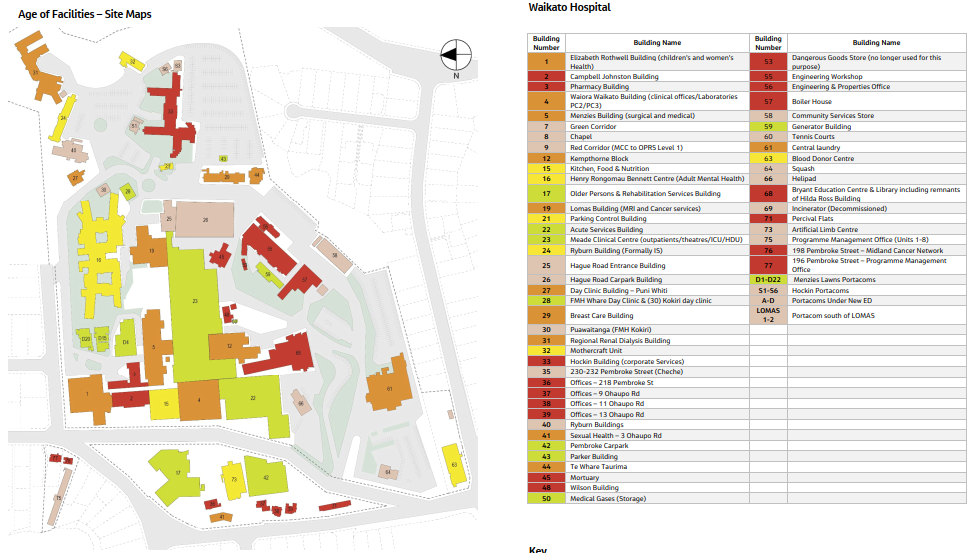 Age of Facilities – Site Maps
Waikato Hospital
N
Building Number Building Name Building Number Building Name
1 Elizabeth Rothwell Building (children's and women's Health) 53 Dangerous Goods Store (no longer used for this purpose)
2 Campbell Johnston Building 55 Engineering Workshop
3 Pharmacy Building 56 Engineering & Properties Office
4 Waiora Waikato Building (clinical offices/Laboratories PC2/PC3) 57 Boiler House
5 Menzies Building (surgical and medical) 58 Community Services Store
7 Green Corridor 59 Generator Building
8 Chapel 60 Tennis Courts
9 Red Corridor (MCC to OPRS Level 1) 61 Central laundry
12 Kempthorne Block 63 Blood Donor Centre
15 Kitchen, Food & Nutrition 64 Squash
16 Henry Rongomau Bennett Centre (Adult Mental Health) 66 Helipad
17 Older Persons & Rehabilitation Services Building 68 Bryant Education Centre & Library including remnants of Hilda Ross Building
19 Lomas Building (MRI and Cancer services) 69 Incinerator (Decommissioned)
21 Parking Control Building 71 Percival Flats
22 Acute Services Building 73 Artificial Limb Centre
23 Meade Clinical Centre (outpatients/theatres/ICU/HDU) 75 Programme Management Office (Units 1-8)
24 Ryburn Building (Formally IS) 76 198 Pembroke Street – Midland Cancer Network
25 Hague Road Entrance Building 77 196 Pembroke Street – Programme Management Office
26 Hague Road Carpark Building D1-D22 Menzies Lawn Portacoms
27 Day Clinic Building – Puni Whiti S1-S6 Hockin Portacoms
28 FMH Whare Day Clinic & (30) Kokiri day clinic A-D Portacoms Under New ED
29 Breast Care Building LOMAS 1-2 Portacom south of LOMAS
30 Puawaitanga (FMH Kokiri)
31 Regional Renal Dialysis Building
32 Mothercraft Unit
33 Hockin Building (corporate Services)
35 230-232 Pembroke Street (Cheche)
36 Offices – 218 Pembroke St
37 Offices – 9 Ohaupo Rd
38 Offices – 11 Ohaupo Rd
39 Offices – 13 Ohaupo Rd
40 Ryburn Buildings
41 Sexual Health – 3 Ohaupo Rd
42 Pembroke Carpark
43 Parker Building
44 Te Whare Taurima
45 Mortuary
48 Wilson Building
50 Medical Gases (Storage)